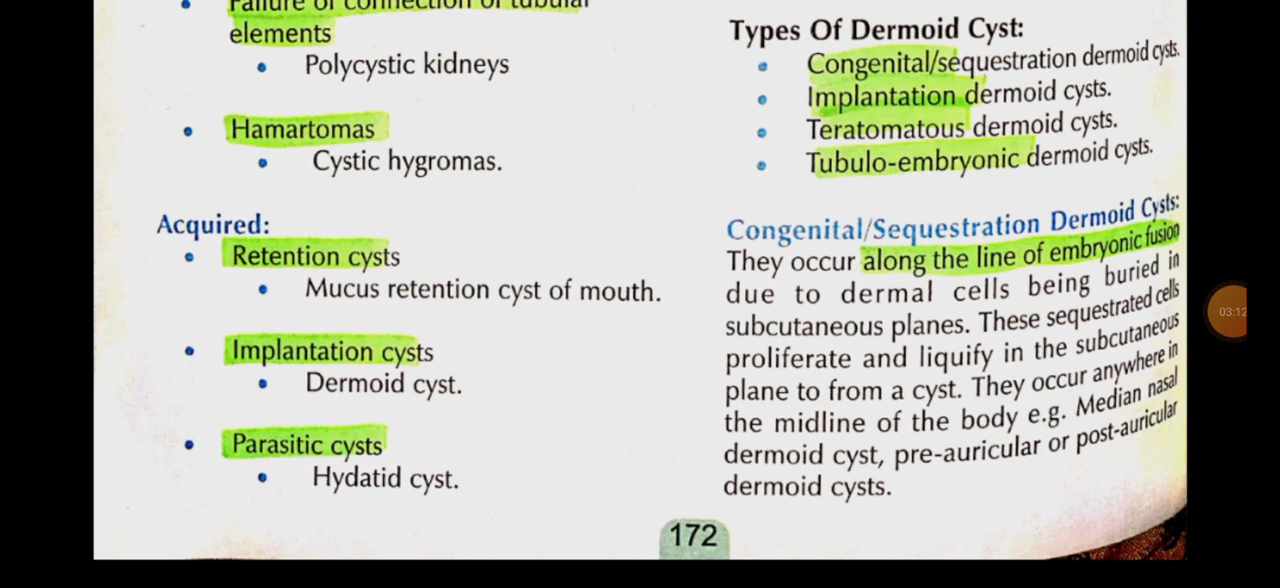 Failure of connection of tubular
elements
• Polycystic kidneys
• Hamartomas
• Cystic hygromas.
Acquired:
• Retention cysts
• Mucus retention cyst of mouth.
• Implantation cysts
• Dermoid cyst.
• Parasitic cysts
• Hydatid cyst.
Types Of Dermoid Cyst:
• Congenital/sequestration dermoid cysts.
• Implantation dermoid cysts.
• Teratomatous dermoid cysts.
• Tubulo-embryonic dermoid cysts.
Congenital/Sequestration Dermoid Cysts:
They occur along the line of embryonic fusion
due to dermal cells being buried in
subcutaneous planes. These sequestrated cells
proliferate and liquify in the subcutaneous
plane to from a cyst. They occur anywhere in
the midline of the body e.g. Median nasal
dermoid cyst, pre-auricular or post-auricular
dermoid cysts.
172
03:12